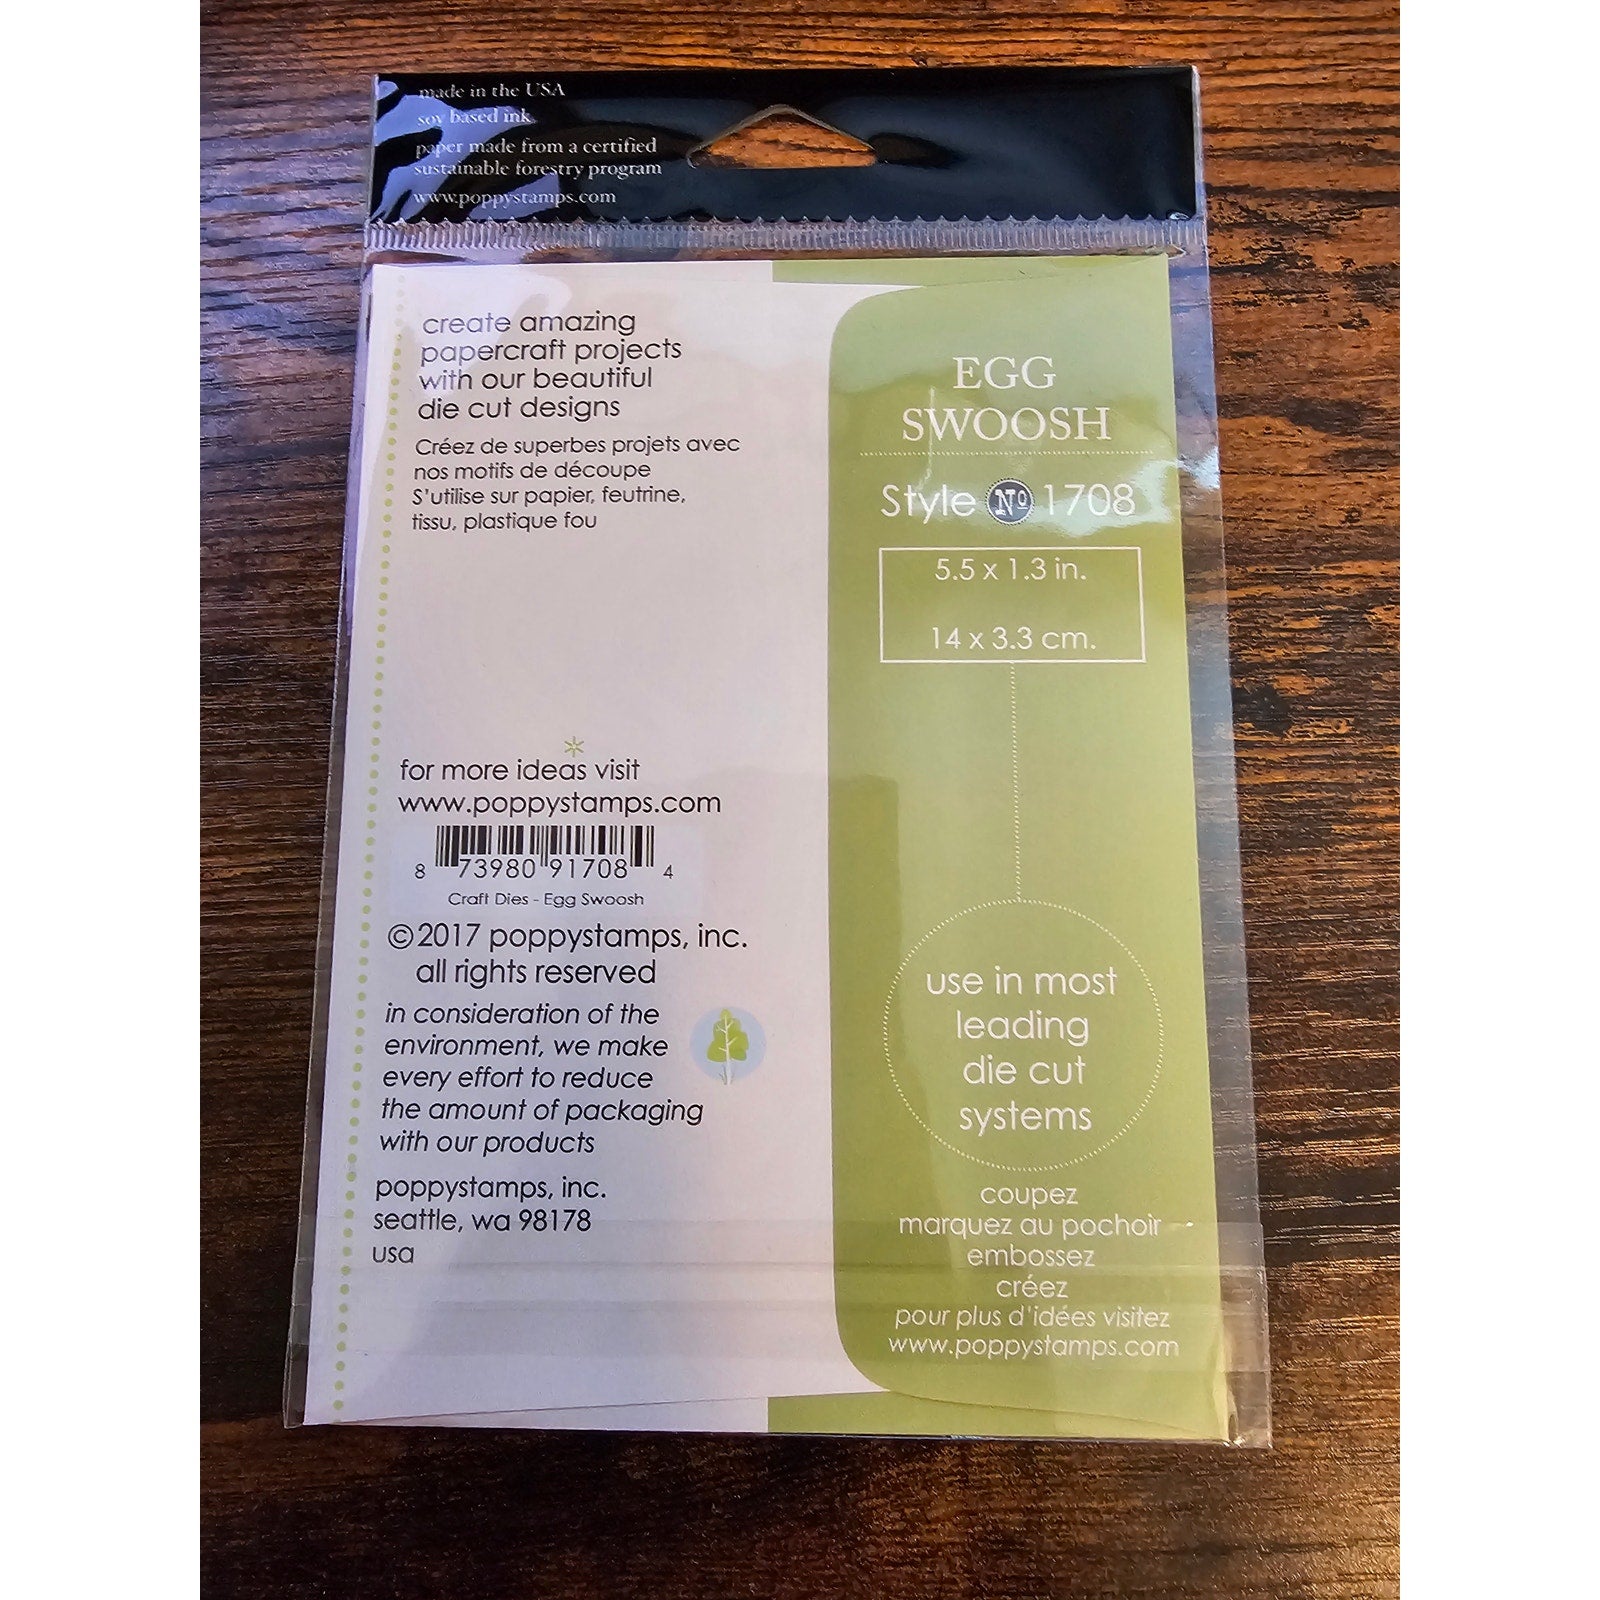 made in the USA
soy based ink
paper made from a certified
sustainable forestry program
www.poppystamps.com
create amazing
papercraft projects
with our beautiful
die cut designs
Créez de superbes projets avec
nos motifs de découpe
S'utilise sur papier, feutrine,
tissu, plastique fou
for more ideas visit
www.poppystamps.com
8 73980 91708 4
Craft Dies - Egg Swoosh
©2017 poppystamps, inc.
all rights reserved
in consideration of the
environment, we make
every effort to reduce
the amount of packaging
with our products
poppystamps, inc.
seattle, wa 98178
usa
EGG
SWOOSH
Style No 1708
5.5 x 1.3 in.
14 x 3.3 cm.
use in most
leading
die cut
systems
coupez
marquez au pochoir
embossez
créez
pour plus d'idées visitez
www.poppystamps.com